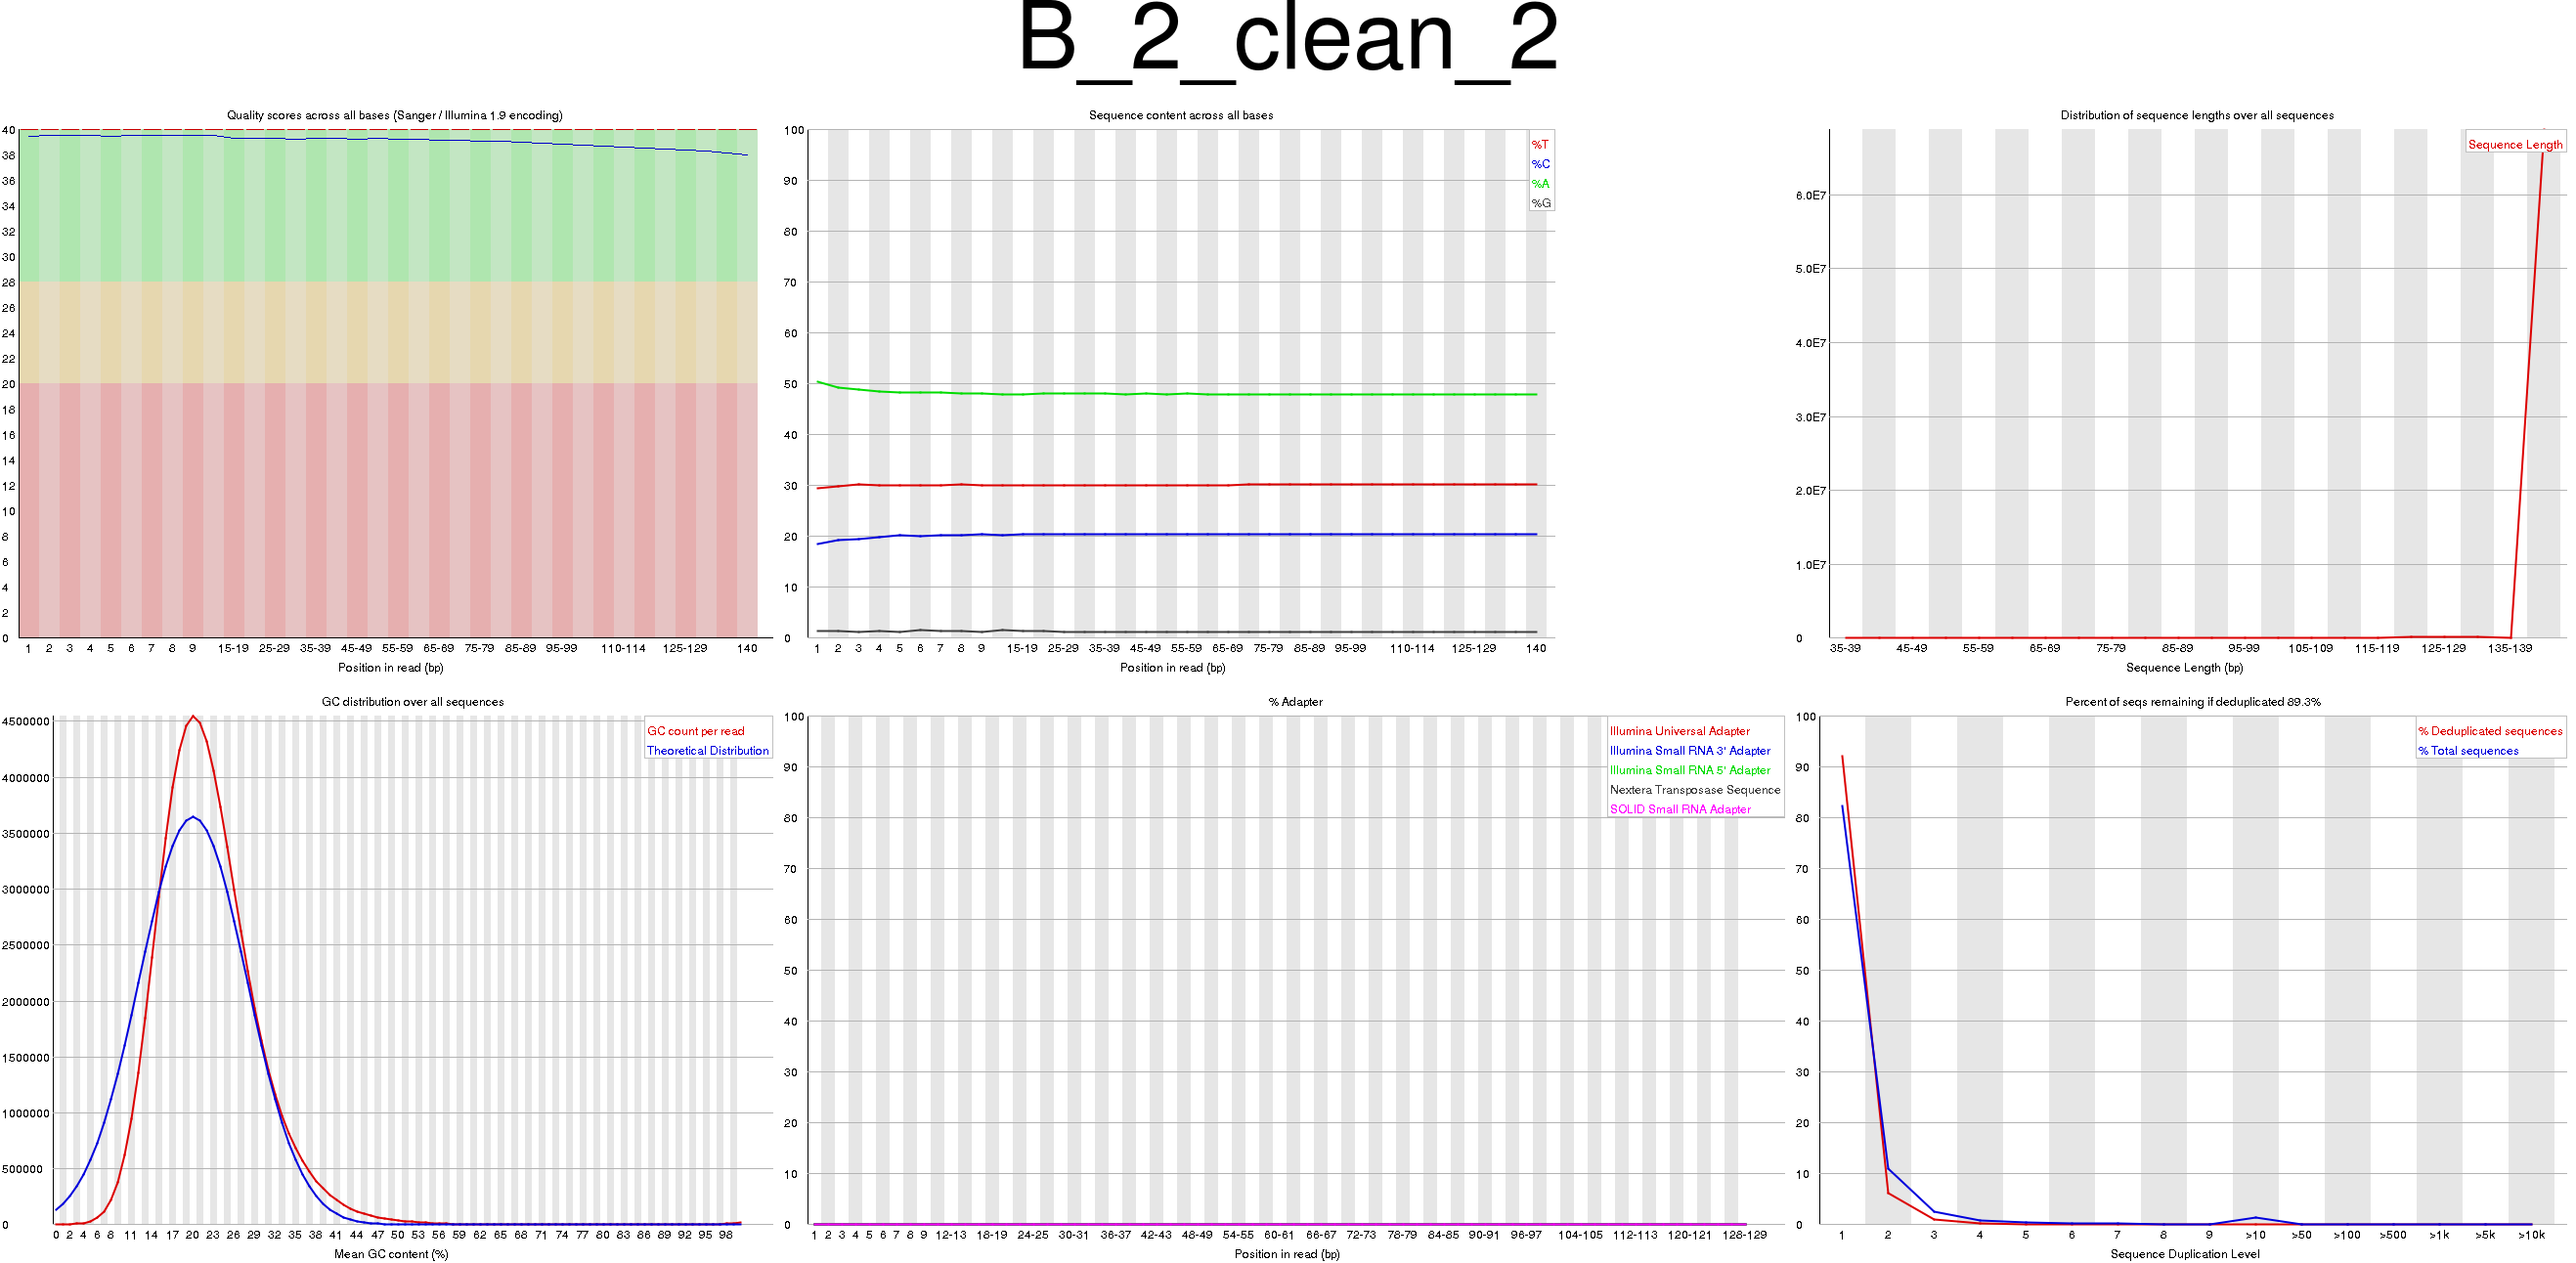 B_2_clean_2
Quality scores across all bases (Sanger / Illumina 1.9 encoding)
40
38
36
34
32
30
28
26
24
22
20
18
16
14
12
10
8
6
4
2
0
1 2 3 4 5 6 7 8 9 15-19 25-29 35-39 45-49 55-59 65-69 75-79 85-89 95-99 110-114 125-129 140
Position in read (bp)
Sequence content across all bases
%T
%C
%A
%G
100
90
80
70
60
50
40
30
20
10
0
1 2 3 4 5 6 7 8 9 15-19 25-29 35-39 45-49 55-59 65-69 75-79 85-89 95-99 110-114 125-129 140
Position in read (bp)
Distribution of sequence lengths over all sequences
Sequence Length
6.0E7
5.0E7
4.0E7
3.0E7
2.0E7
1.0E7
0
35-39 45-49 55-59 65-69 75-79 85-89 95-99 105-109 115-119 125-129 135-139
Sequence Length (bp)
GC distribution over all sequences
GC count per read
Theoretical Distribution
4500000
4000000
3500000
3000000
2500000
2000000
1500000
1000000
500000
0
0 2 4 6 8 11 14 17 20 23 26 29 32 35 38 41 44 47 50 53 56 59 62 65 68 71 74 77 80 83 86 89 92 95 98
Mean GC content (%)
% Adapter
Illumina Universal Adapter
Illumina Small RNA 3' Adapter
Illumina Small RNA 5' Adapter
Nextera Transposase Sequence
SOLID Small RNA Adapter
100
90
80
70
60
50
40
30
20
10
0
1 2 3 4 5 6 7 8 9 12-13 18-19 24-25 30-31 36-37 42-43 48-49 54-55 60-61 66-67 72-73 78-79 84-85 90-91 96-97 104-105 112-113 120-121 128-129
Position in read (bp)
Percent of seqs remaining if deduplicated 89.3%
% Deduplicated sequences
% Total sequences
100
90
80
70
60
50
40
30
20
10
0
1 2 3 4 5 6 7 8 9 >10 >50 >100 >500 >1k >5k >10k
Sequence Duplication Level